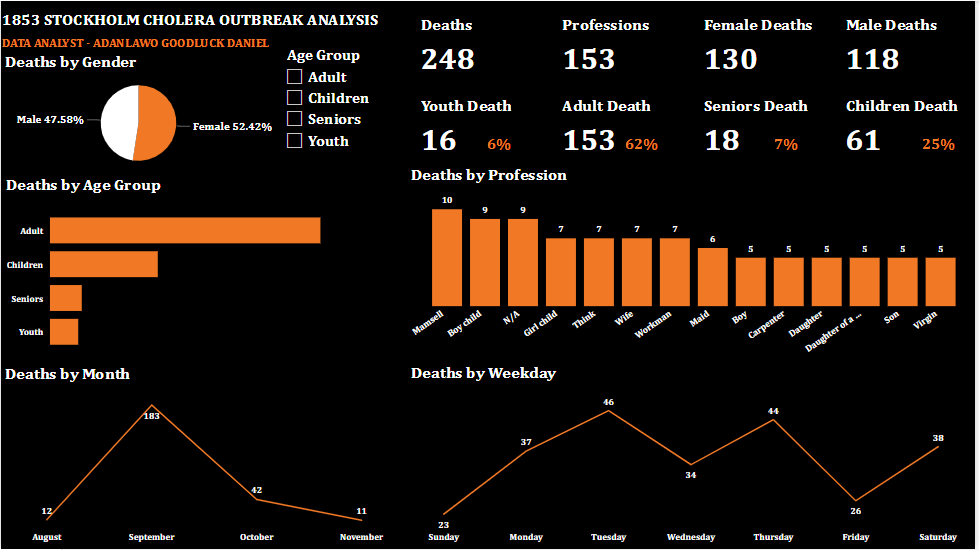 1853 STOCKHOLM CHOLERA OUTBREAK ANALYSIS
DATA ANALYST - ADANLAWO GOODLUCK DANIEL
Deaths by Gender
Male 47.58%
Female 52.42%
Age Group
Adult
Children
Seniors
Youth
Deaths
248
Professions
153
Female Deaths
130
Male Deaths
118
Youth Death
16 6%
Adult Death
153 62%
Seniors Death
18 7%
Children Death
61 25%
Deaths by Age Group
Adult
Children
Seniors
Youth
Deaths by Profession
10 9 9 7 7 7 7 6 5 5 5 5 5 5
Mamsell
Boy child
N/A
Girl child
Think
Wife
Workman
Maid
Boy
Carpenter
Daughter
Daughter of a ...
Son
Virgin
Deaths by Month
12 183 42 11
August September October November
Deaths by Weekday
23 37 46 34 44 26 38
Sunday Monday Tuesday Wednesday Thursday Friday Saturday